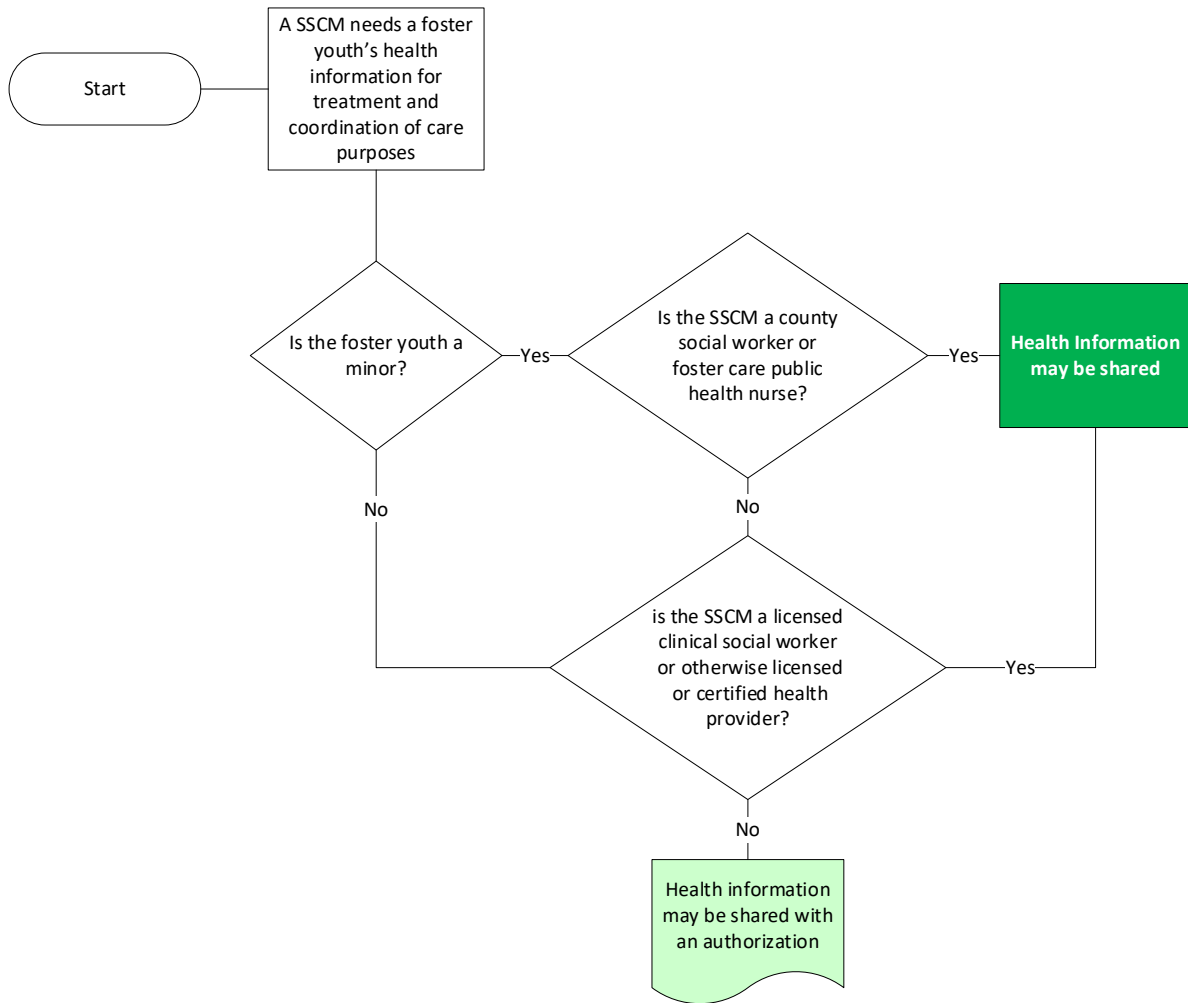 Start
A SSCM needs a foster
youth’s health
information for
treatment and
coordination of care
purposes
Is the foster youth a
minor?
Yes
Is the SSCM a county
social worker or
foster care public
health nurse?
Yes
Health Information
may be shared
No
No
is the SSCM a licensed
clinical social worker
or otherwise licensed
or certified health
provider?
Yes
No
Health information
may be shared with
an authorization